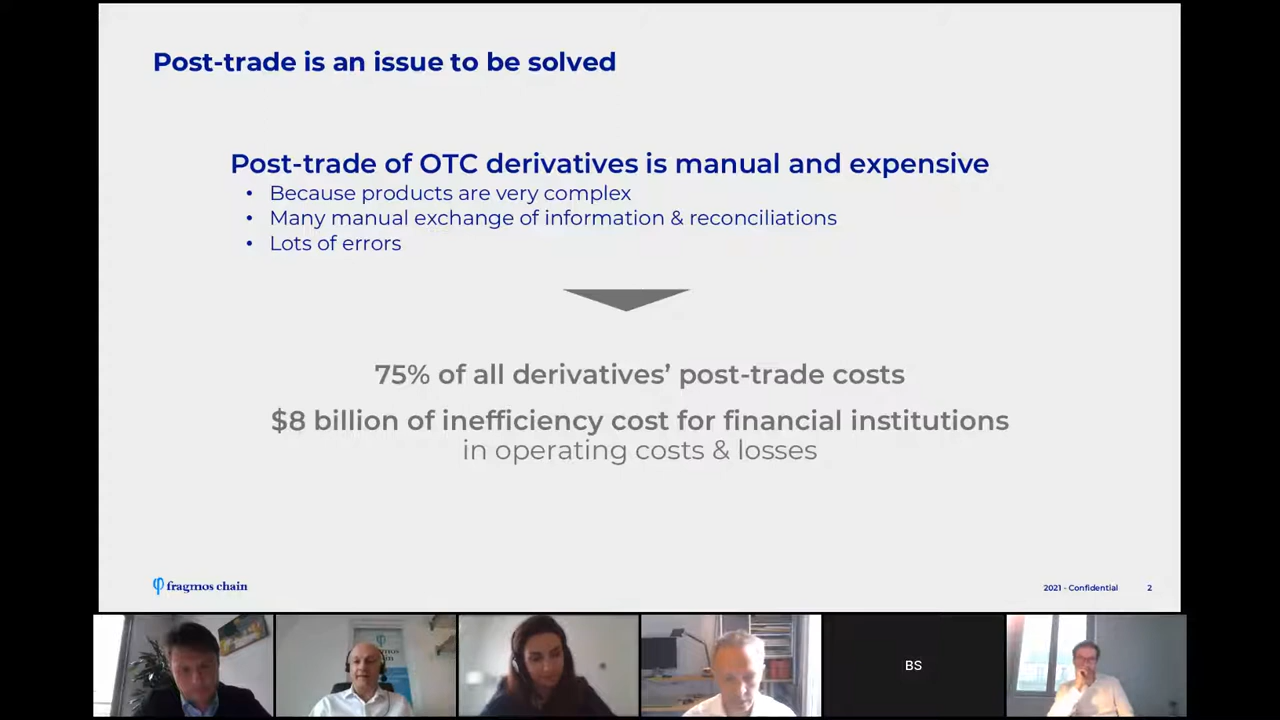 Post-trade is an issue to be solved
Post-trade of OTC derivatives is manual and expensive
• Because products are very complex
• Many manual exchange of information & reconciliations
• Lots of errors
75% of all derivatives’ post-trade costs
$8 billion of inefficiency cost for financial institutions
in operating costs & losses
fragmos chain
2021 - Confidential 2
BS